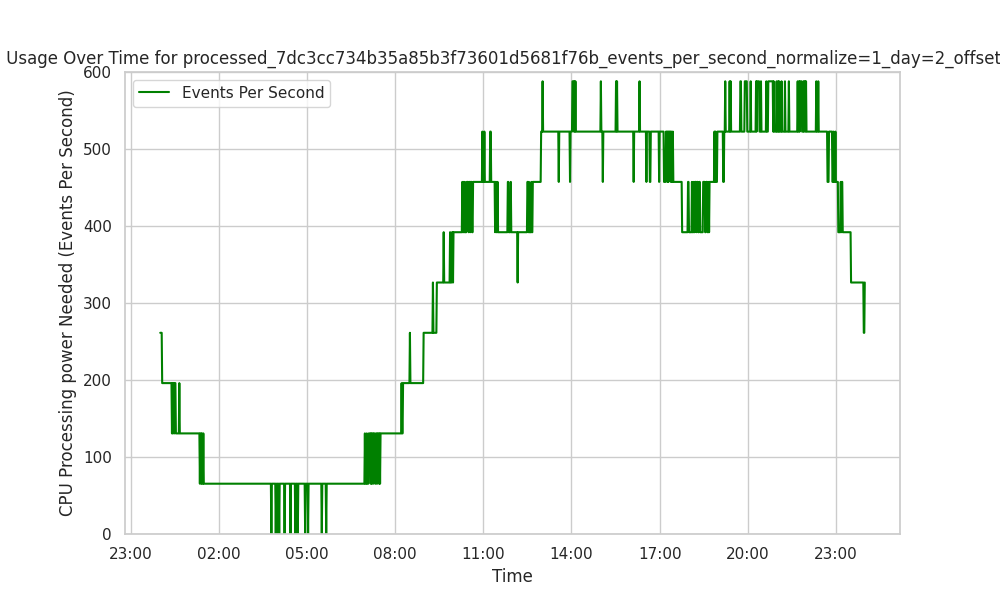 Usage Over Time for processed_7dc3cc734b35a85b3f73601d5681f76b_events_per_second_normalize=1_day=2_offset
Events Per Second
CPU Processing power Needed (Events Per Second)
600
500
400
300
200
100
0
23:00 02:00 05:00 08:00 11:00 14:00 17:00 20:00 23:00
Time